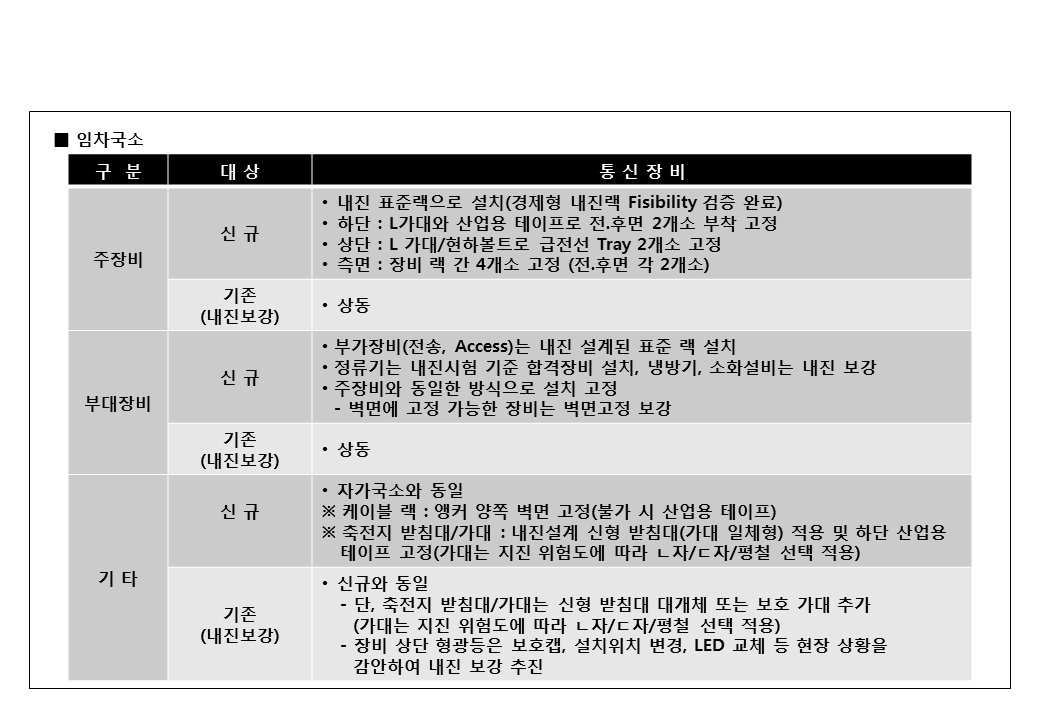 ■ 임차국소
구 분 대 상 통 신 장 비
주장비
신 규
• 내진 표준랙으로 설치(경제형 내진랙 Fisibility 검증 완료)
• 하단 : L가대와 산업용 테이프로 전.후면 2개소 부착 고정
• 상단 : L 가대/현하볼트로 급전선 Tray 2개소 고정
• 측면 : 장비 랙 간 4개소 고정 (전.후면 각 2개소)
기존
(내진보강)
• 상동
부대장비
신 규
• 부가장비(전송, Access)는 내진 설계된 표준 랙 설치
• 정류기는 내진시험 기준 합격장비 설치, 냉방기, 소화설비는 내진 보강
• 주장비와 동일한 방식으로 설치 고정
- 벽면에 고정 가능한 장비는 벽면고정 보강
기존
(내진보강)
• 상동
기 타
신 규
• 자가국소와 동일
※ 케이블 랙 : 앵커 양쪽 벽면 고정(불가 시 산업용 테이프)
※ 축전지 받침대/가대 : 내진설계 신형 받침대(가대 일체형) 적용 및 하단 산업용
테이프 고정(가대는 지진 위험도에 따라 ㄴ자/ㄷ자/평철 선택 적용)
기존
(내진보강)
• 신규와 동일
- 단, 축전지 받침대/가대는 신형 받침대 대개체 또는 보호 가대 추가
(가대는 지진 위험도에 따라 ㄴ자/ㄷ자/평철 선택 적용)
- 장비 상단 형광등은 보호캡, 설치위치 변경, LED 교체 등 현장 상황을
감안하여 내진 보강 추진